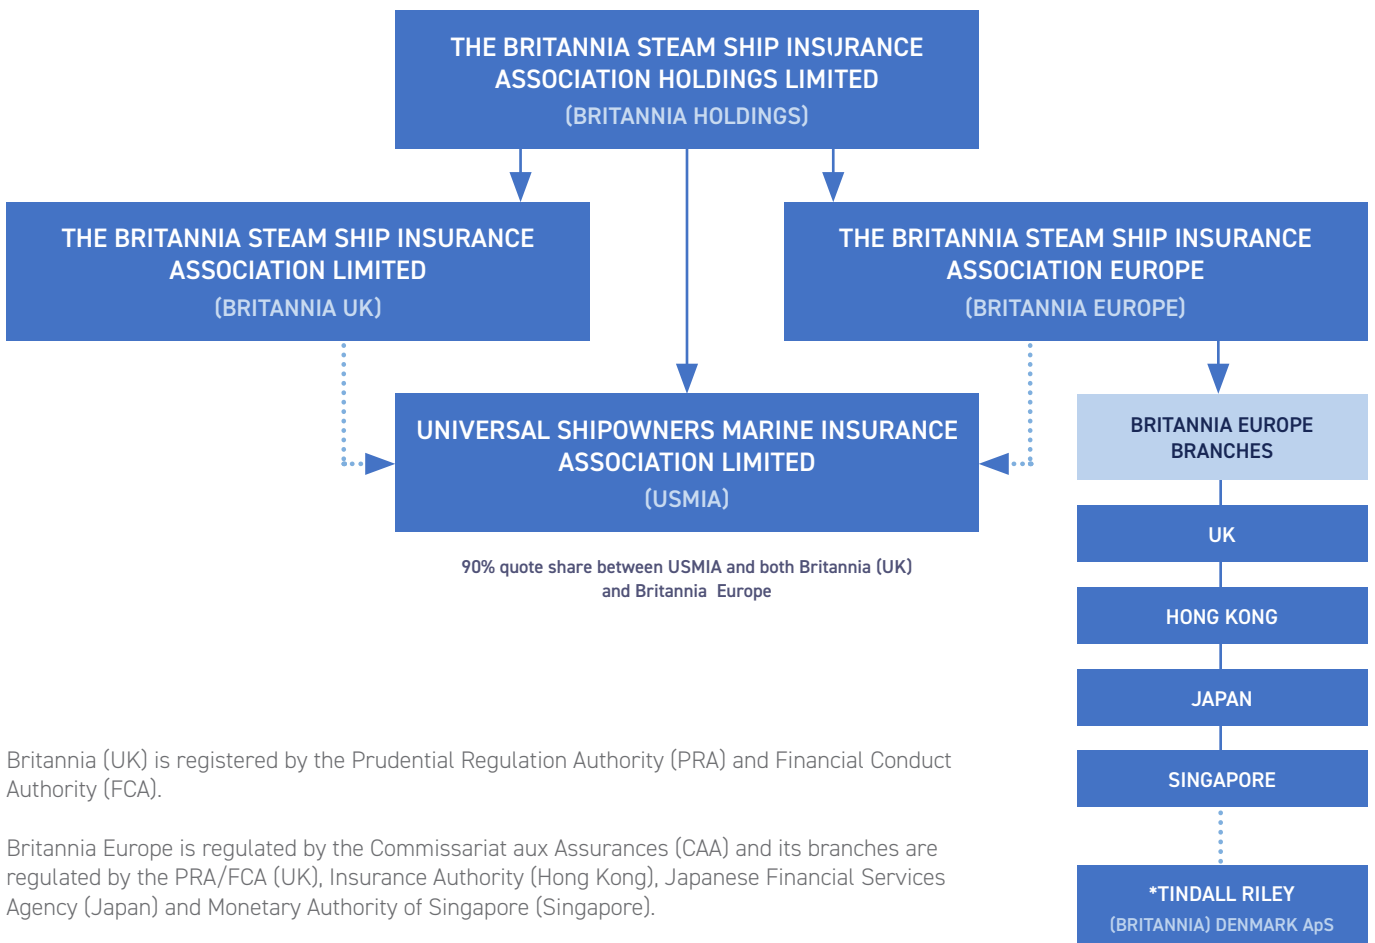 THE BRITANNIA STEAM SHIP INSURANCE
ASSOCIATION HOLDINGS LIMITED
(BRITANNIA HOLDINGS)
THE BRITANNIA STEAM SHIP INSURANCE
ASSOCIATION LIMITED
(BRITANNIA UK)
THE BRITANNIA STEAM SHIP INSURANCE
ASSOCIATION EUROPE
(BRITANNIA EUROPE)
UNIVERSAL SHIPOWNERS MARINE INSURANCE
ASSOCIATION LIMITED
(USMIA)
90% quote share between USMIA and both Britannia (UK)
and Britannia Europe
BRITANNIA EUROPE
BRANCHES
UK
HONG KONG
JAPAN
SINGAPORE
*TINDALL RILEY
(BRITANNIA) DENMARK ApS
Britannia (UK) is registered by the Prudential Regulation Authority (PRA) and Financial Conduct
Authority (FCA).
Britannia Europe is regulated by the Commissariat aux Assurances (CAA) and its branches are
regulated by the PRA/FCA (UK), Insurance Authority (Hong Kong), Japanese Financial Services
Agency (Japan) and Monetary Authority of Singapore (Singapore).